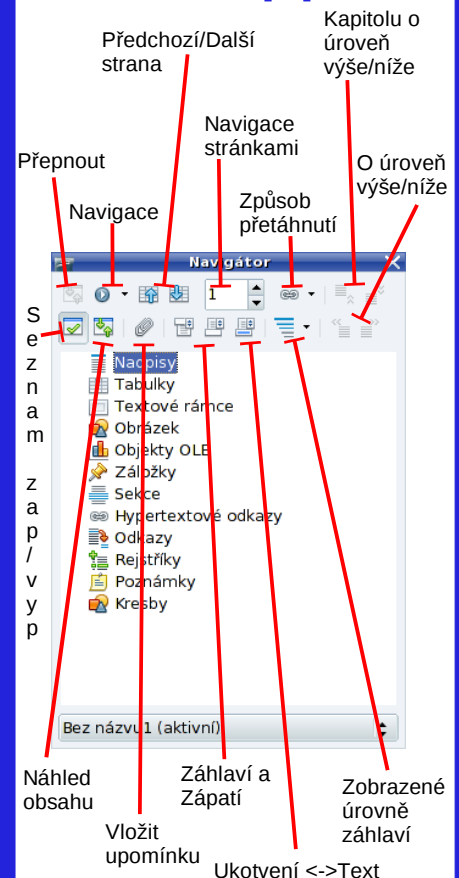 Předchozí/Další
strana
Kapitolu o
úroveň
výše/níže
Navigace
stránkami
Přepnout
O úroveň
výše/níže
Navigace
Způsob
přetáhnutí
Navigátor
1
Seznam zap/vyp
Nadpisy
Tabulky
Textové rámce
Obrázek
Objekty OLE
Záložky
Sekce
Hypertextové odkazy
Odkazy
Rejstříky
Poznámky
Kresby
Bez názvu1 (aktivní)
Náhled
obsahu
Záhlaví a
Zápatí
Zobrazené
úrovně
záhlaví
Vložit
upomínku
Ukotvení <->Text